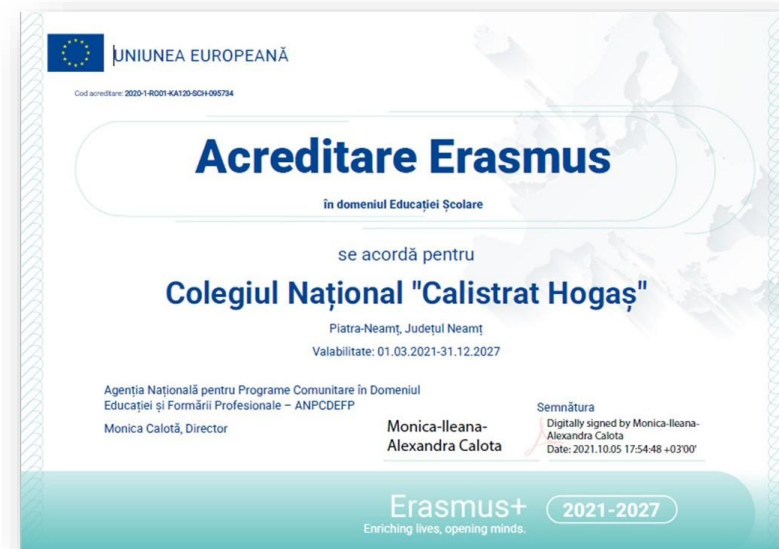 UNIUNEA EUROPEANĂ
Cod acreditare: 2020-1-RO01-KA120-SCH-095734
Acreditare Erasmus
în domeniul Educației Școlare
se acordă pentru
Colegiul Național "Calistrat Hogaș"
Piatra-Neamț, Județul Neamț
Valabilitate: 01.03.2021-31.12.2027
Agenția Națională pentru Programe Comunitare în Domeniul
Educației și Formării Profesionale – ANPCDEFP
Monica Calotă, Director
Monica-Ileana-
Alexandra Calota
Semnătura
Digitally signed by Monica-Ileana-
Alexandra Calota
Date: 2021.10.05 17:54:48 +03'00'
Erasmus+
Enriching lives, opening minds.
2021-2027